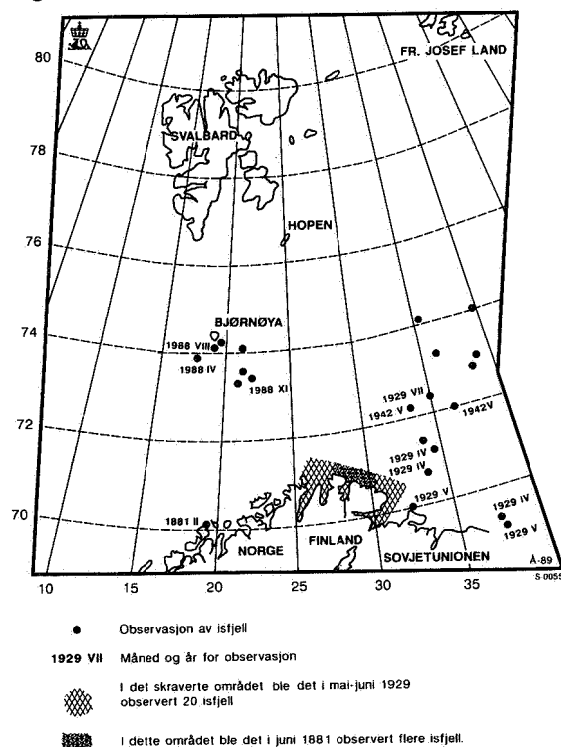 80
FR. JOSEF LAND
SVALBARD
78
HOPEN
76
BJØRNØYA
74
1988 VIII
1988 IV
1988 XI
1929 VII
1942 V
1942 V
72
1929 IV
1929 IV
1929 V
1929 IV
1929 V
70
1881 II
NORGE
FINLAND
SOVJETUNIONEN
Å-89
S-0055
10
15
20
25
30
35
Observasjon av isfjell
1929 VII Måned og år for observasjon
I det skraverte området ble det i mai-juni 1929
observert 20 isfjell
I dette området ble det i juni 1881 observert flere isfjell.